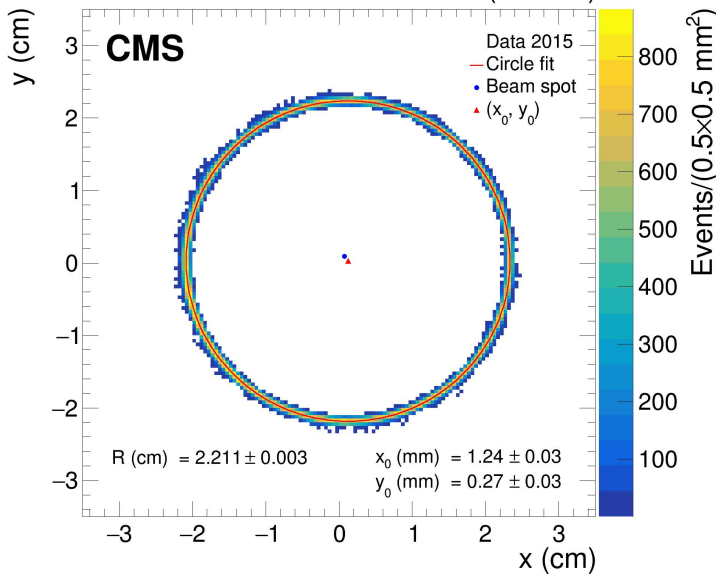 CMS
Data 2015
Circle fit
Beam spot
(x₀, y₀)
y (cm)
3
2
1
0
−1
−2
−3
R (cm) = 2.211 ± 0.003
x₀ (mm) = 1.24 ± 0.03
y₀ (mm) = 0.27 ± 0.03
−3
−2
−1
0
1
2
3
x (cm)
800
700
600
500
400
300
200
100
Events/(0.5×0.5 mm²)